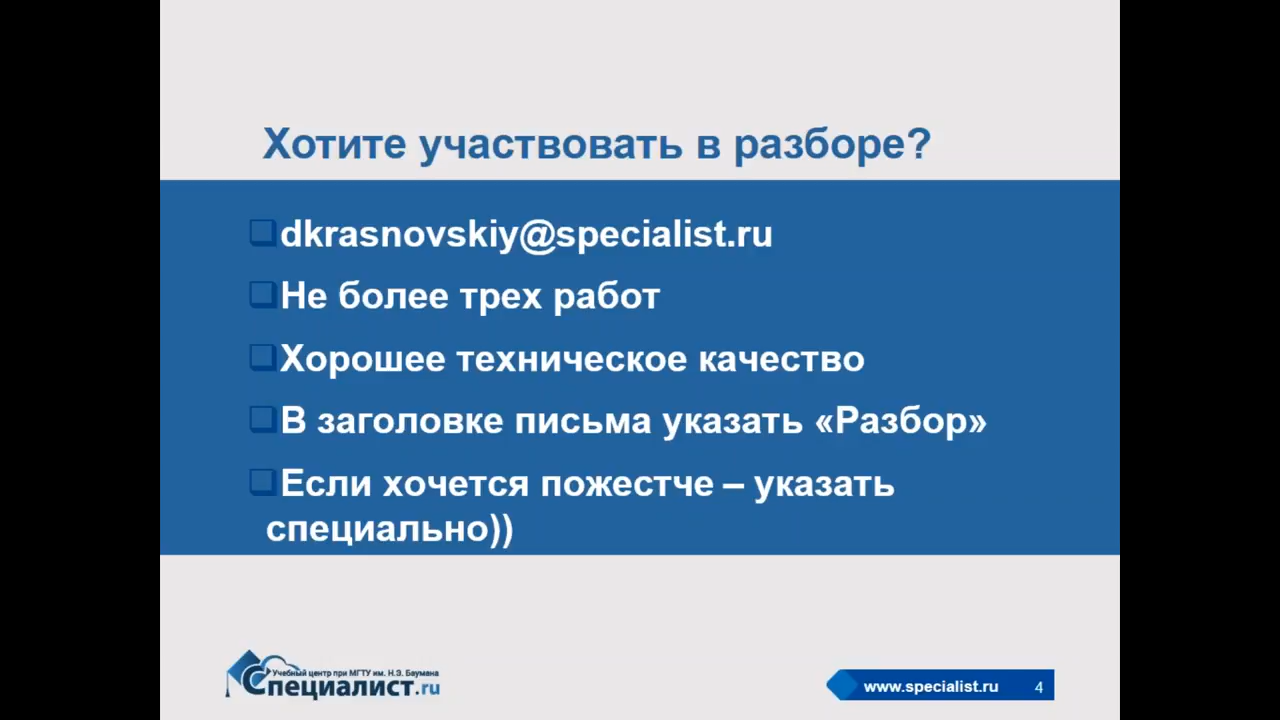 Хотите участвовать в разборе?
dkrasnovskiy@specialist.ru
Не более трех работ
Хорошее техническое качество
В заголовке письма указать «Разбор»
Если хочется пожестче – указать
специально))
Учебный центр при МГТУ им. Н.Э. Баумана
Специалист.ru
www.specialist.ru 4